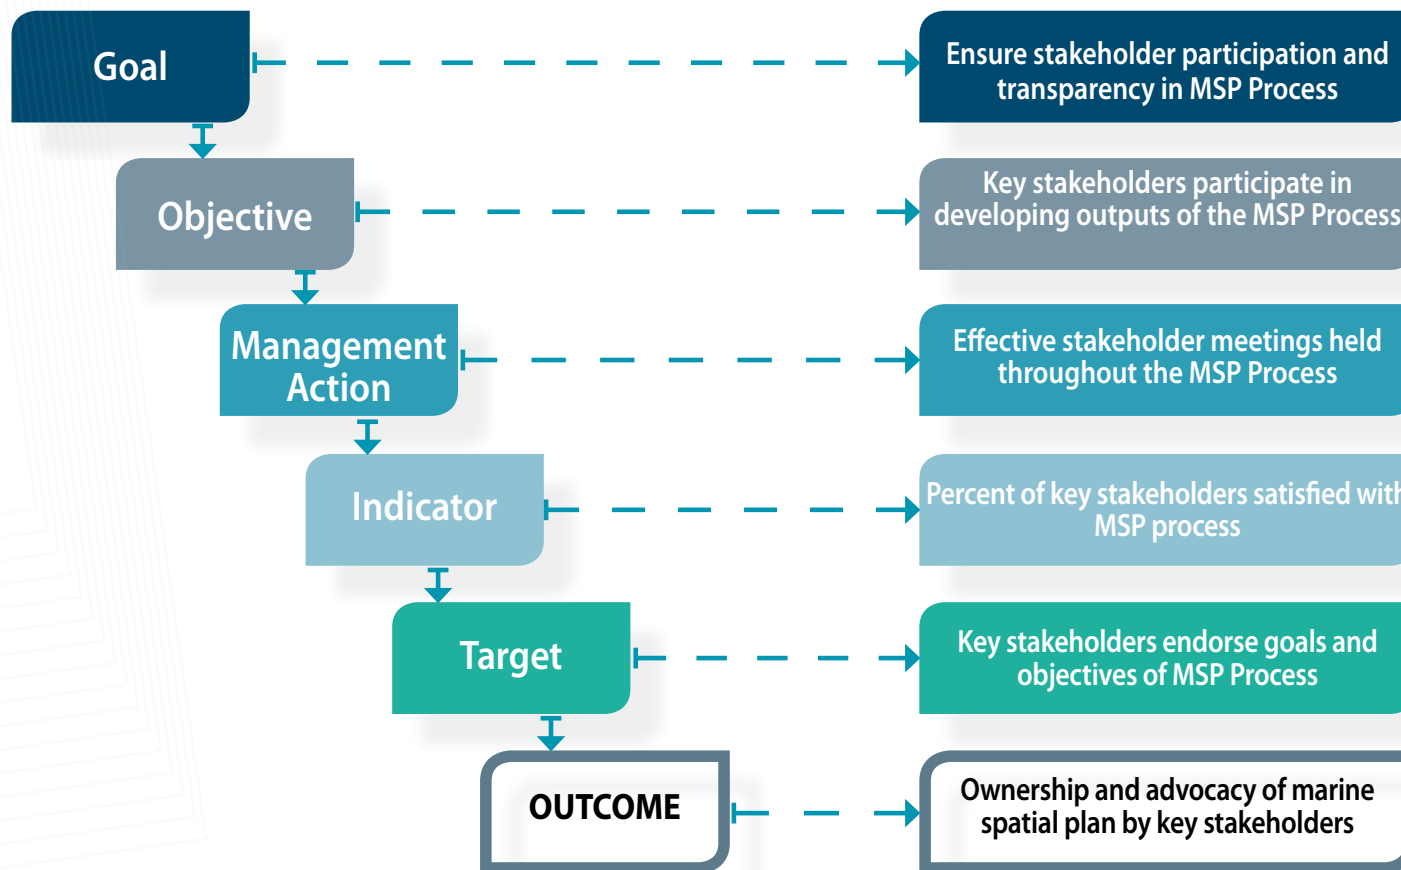 Goal
Ensure stakeholder participation and
transparency in MSP Process
Objective
Key stakeholders participate in
developing outputs of the MSP Process
Management
Action
Effective stakeholder meetings held
throughout the MSP Process
Indicator
Percent of key stakeholders satisfied with
MSP process
Target
Key stakeholders endorse goals and
objectives of MSP Process
OUTCOME
Ownership and advocacy of marine
spatial plan by key stakeholders